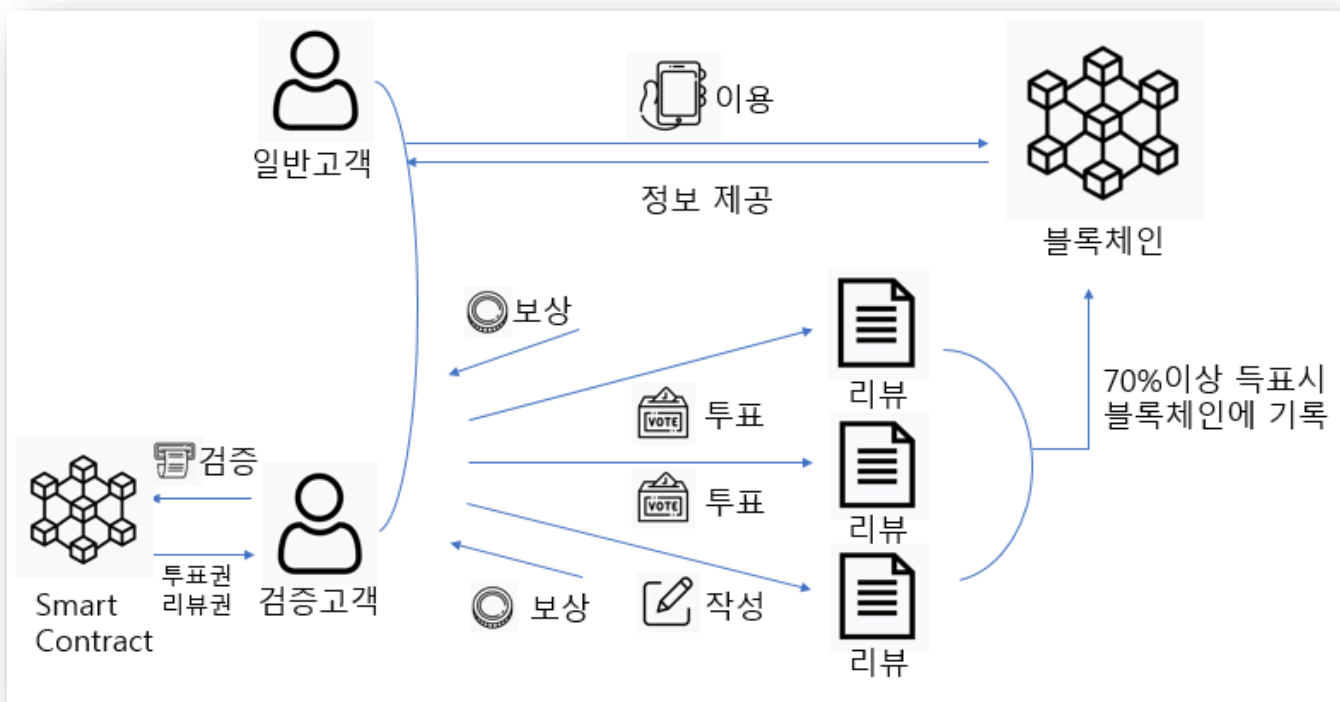 이용
일반고객
정보 제공
블록체인
보상
리뷰
70%이상 득표시
블록체인에 기록
VOTE
투표
검증
VOTE
투표
리뷰
투표권
리뷰권
검증고객
보상
작성
Smart
Contract
리뷰